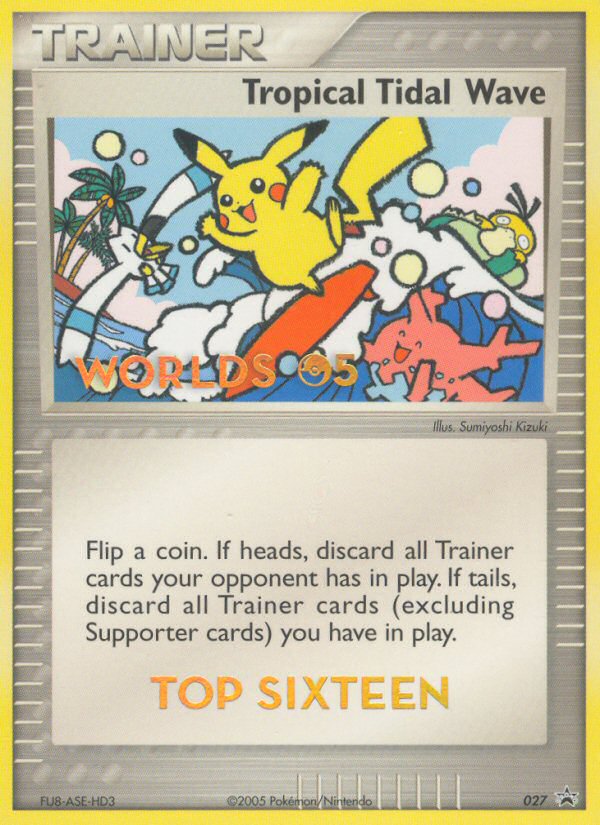 TRAINER
Tropical Tidal Wave
WORLDS 05
Illus. Sumiyoshi Kizuki
Flip a coin. If heads, discard all Trainer
cards your opponent has in play. If tails,
discard all Trainer cards (excluding
Supporter cards) you have in play.
TOP SIXTEEN
FU8-ASE-HD3
©2005 Pokémon/Nintendo
027